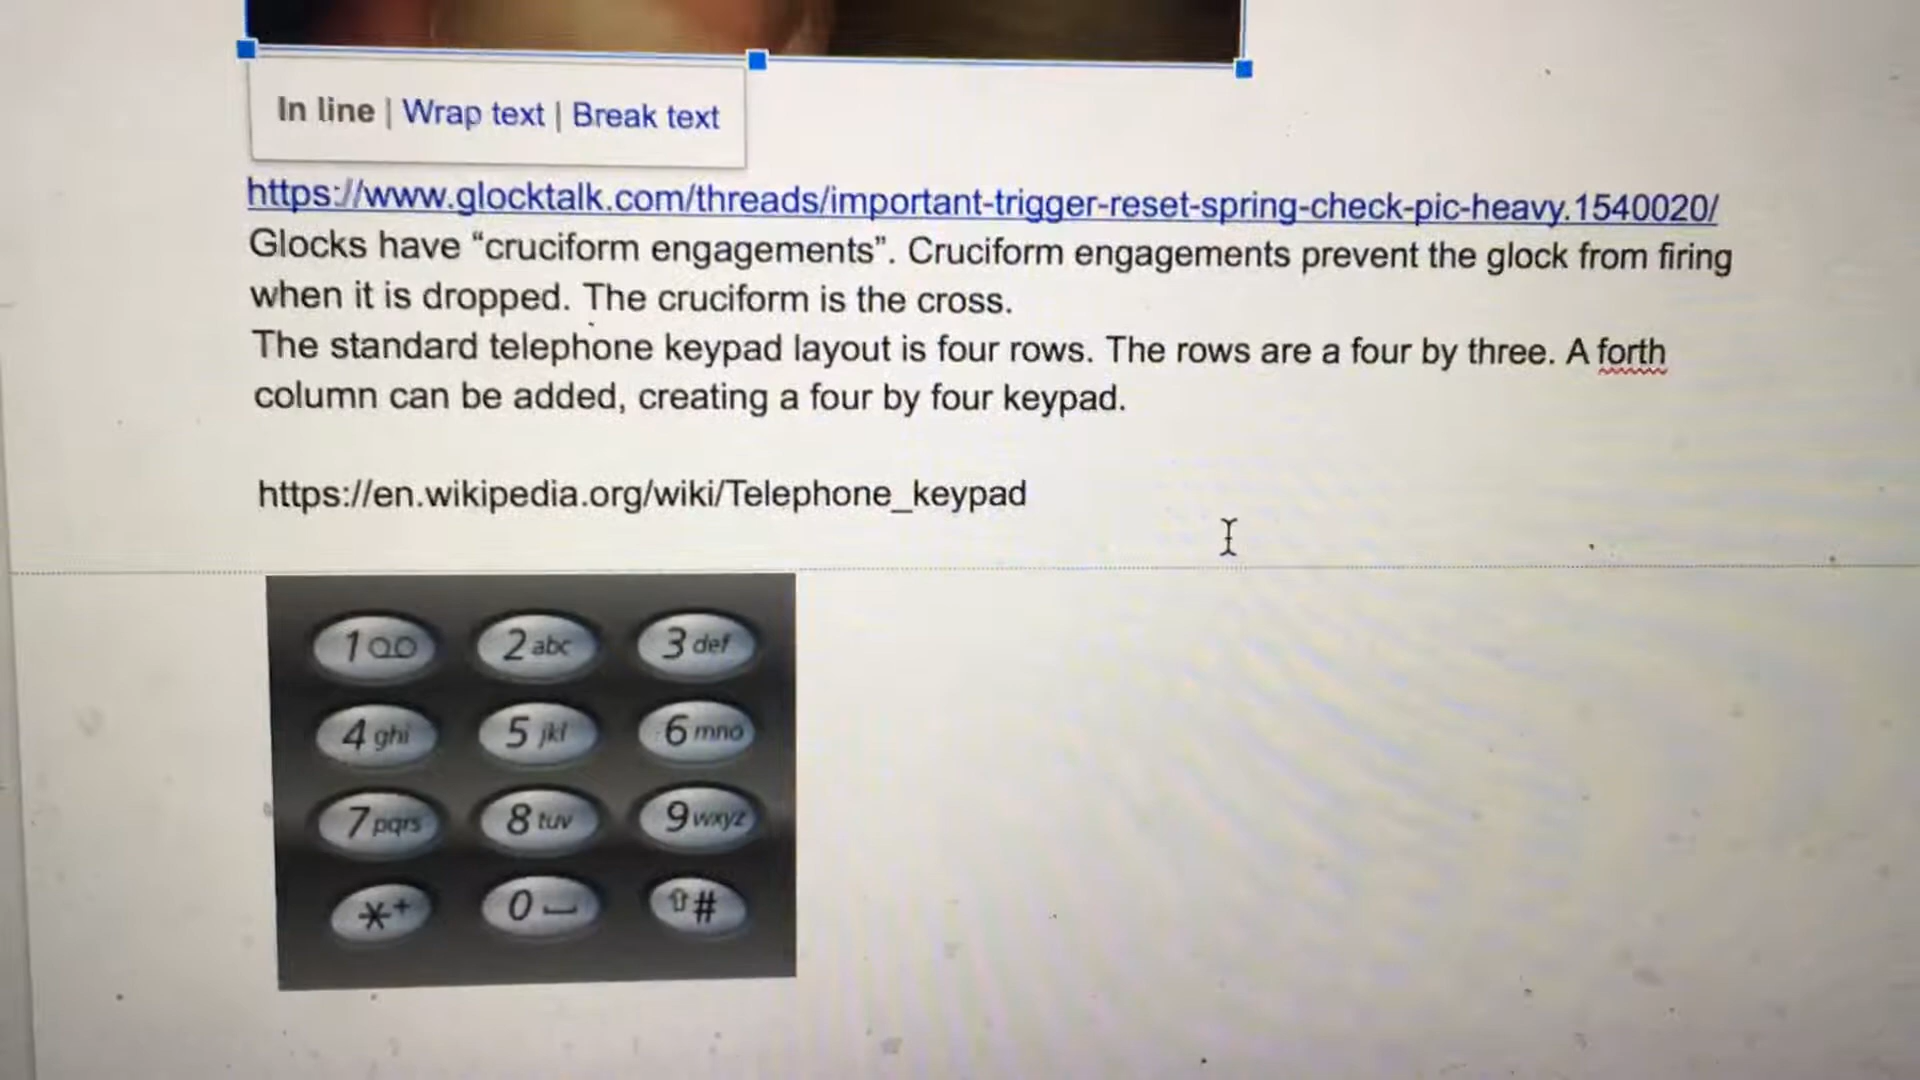 In line | Wrap text | Break text
https://www.glocktalk.com/threads/important-trigger-reset-spring-check-pic-heavy.1540020/
Glocks have “cruciform engagements”. Cruciform engagements prevent the glock from firing
when it is dropped. The cruciform is the cross.
The standard telephone keypad layout is four rows. The rows are a four by three. A forth
column can be added, creating a four by four keypad.
https://en.wikipedia.org/wiki/Telephone_keypad
1 2 abc 3 def
4 ghi 5 jkl 6 mno
7 pqrs 8 tuv 9 wxyz
*+ 0 #